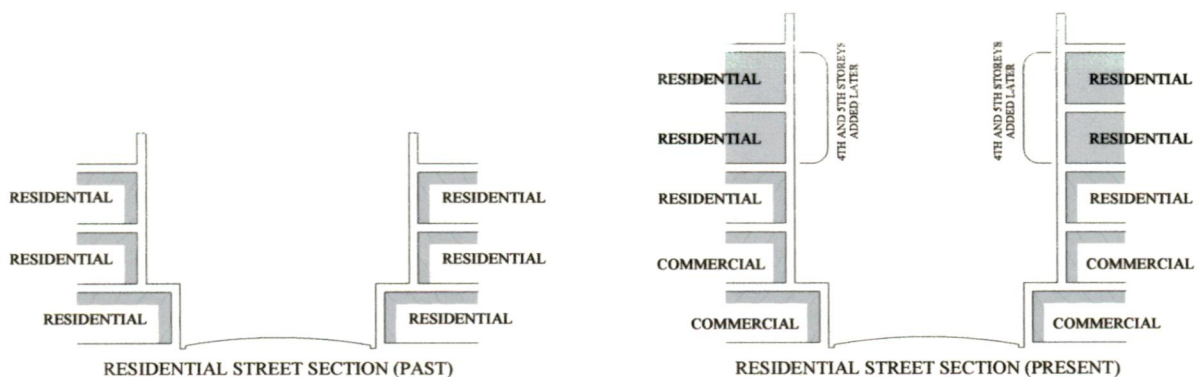 RESIDENTIAL RESIDENTIAL
RESIDENTIAL RESIDENTIAL
RESIDENTIAL RESIDENTIAL
RESIDENTIAL STREET SECTION (PAST)
RESIDENTIAL 4TH AND 5TH STOREYS
ADDED LATER
4TH AND 5TH STOREYS
ADDED LATER
RESIDENTIAL
RESIDENTIAL RESIDENTIAL
RESIDENTIAL RESIDENTIAL
COMMERCIAL COMMERCIAL
COMMERCIAL COMMERCIAL
RESIDENTIAL STREET SECTION (PRESENT)